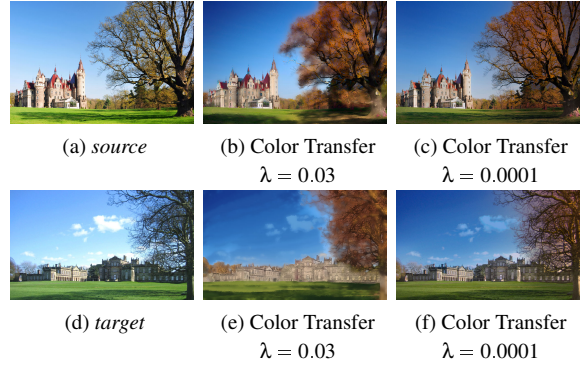 (a) source
(b) Color Transfer
λ = 0.03
(c) Color Transfer
λ = 0.0001
(d) target
(e) Color Transfer
λ = 0.03
(f) Color Transfer
λ = 0.0001